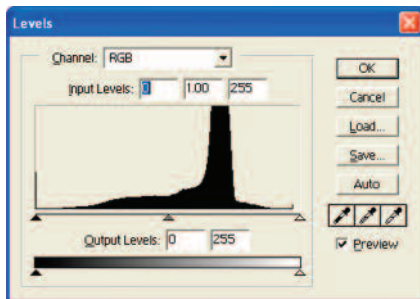 Levels
Channel: RGB
Input Levels: 0 1.00 255
Output Levels: 0 255
OK
Cancel
Load...
Save...
Auto
Preview